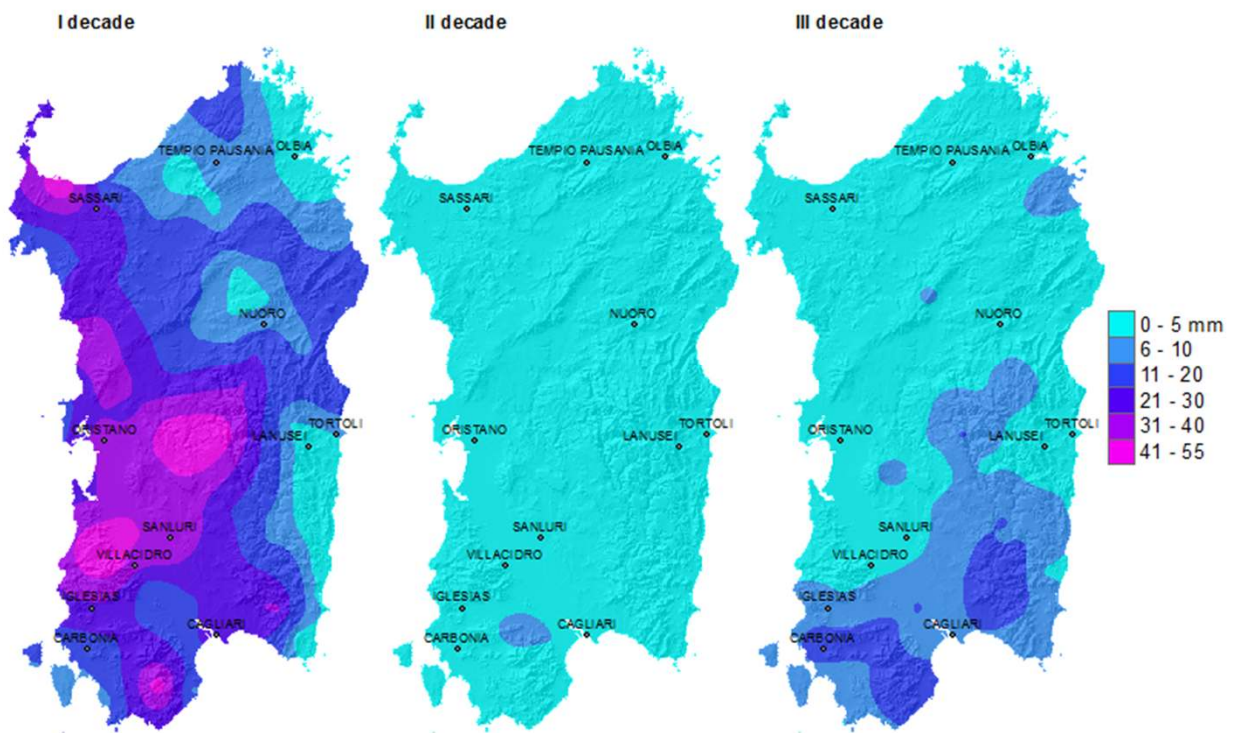 I decade
II decade
III decade
TEMPIO PAUSANIA
OLBIA
SASSARI
NUORO
ORISTANO
TORTOLI
LANUSEI
SANLURI
VILLACIDRO
IGLESIAS
CAGLIARI
CARBONIA
TEMPIO PAUSANIA
OLBIA
SASSARI
NUORO
ORISTANO
TORTOLI
LANUSEI
SANLURI
VILLACIDRO
IGLESIAS
CAGLIARI
CARBONIA
TEMPIO PAUSANIA
OLBIA
SASSARI
NUORO
ORISTANO
TORTOLI
LANUSEI
SANLURI
VILLACIDRO
IGLESIAS
CAGLIARI
CARBONIA
0 - 5 mm
6 - 10
11 - 20
21 - 30
31 - 40
41 - 55